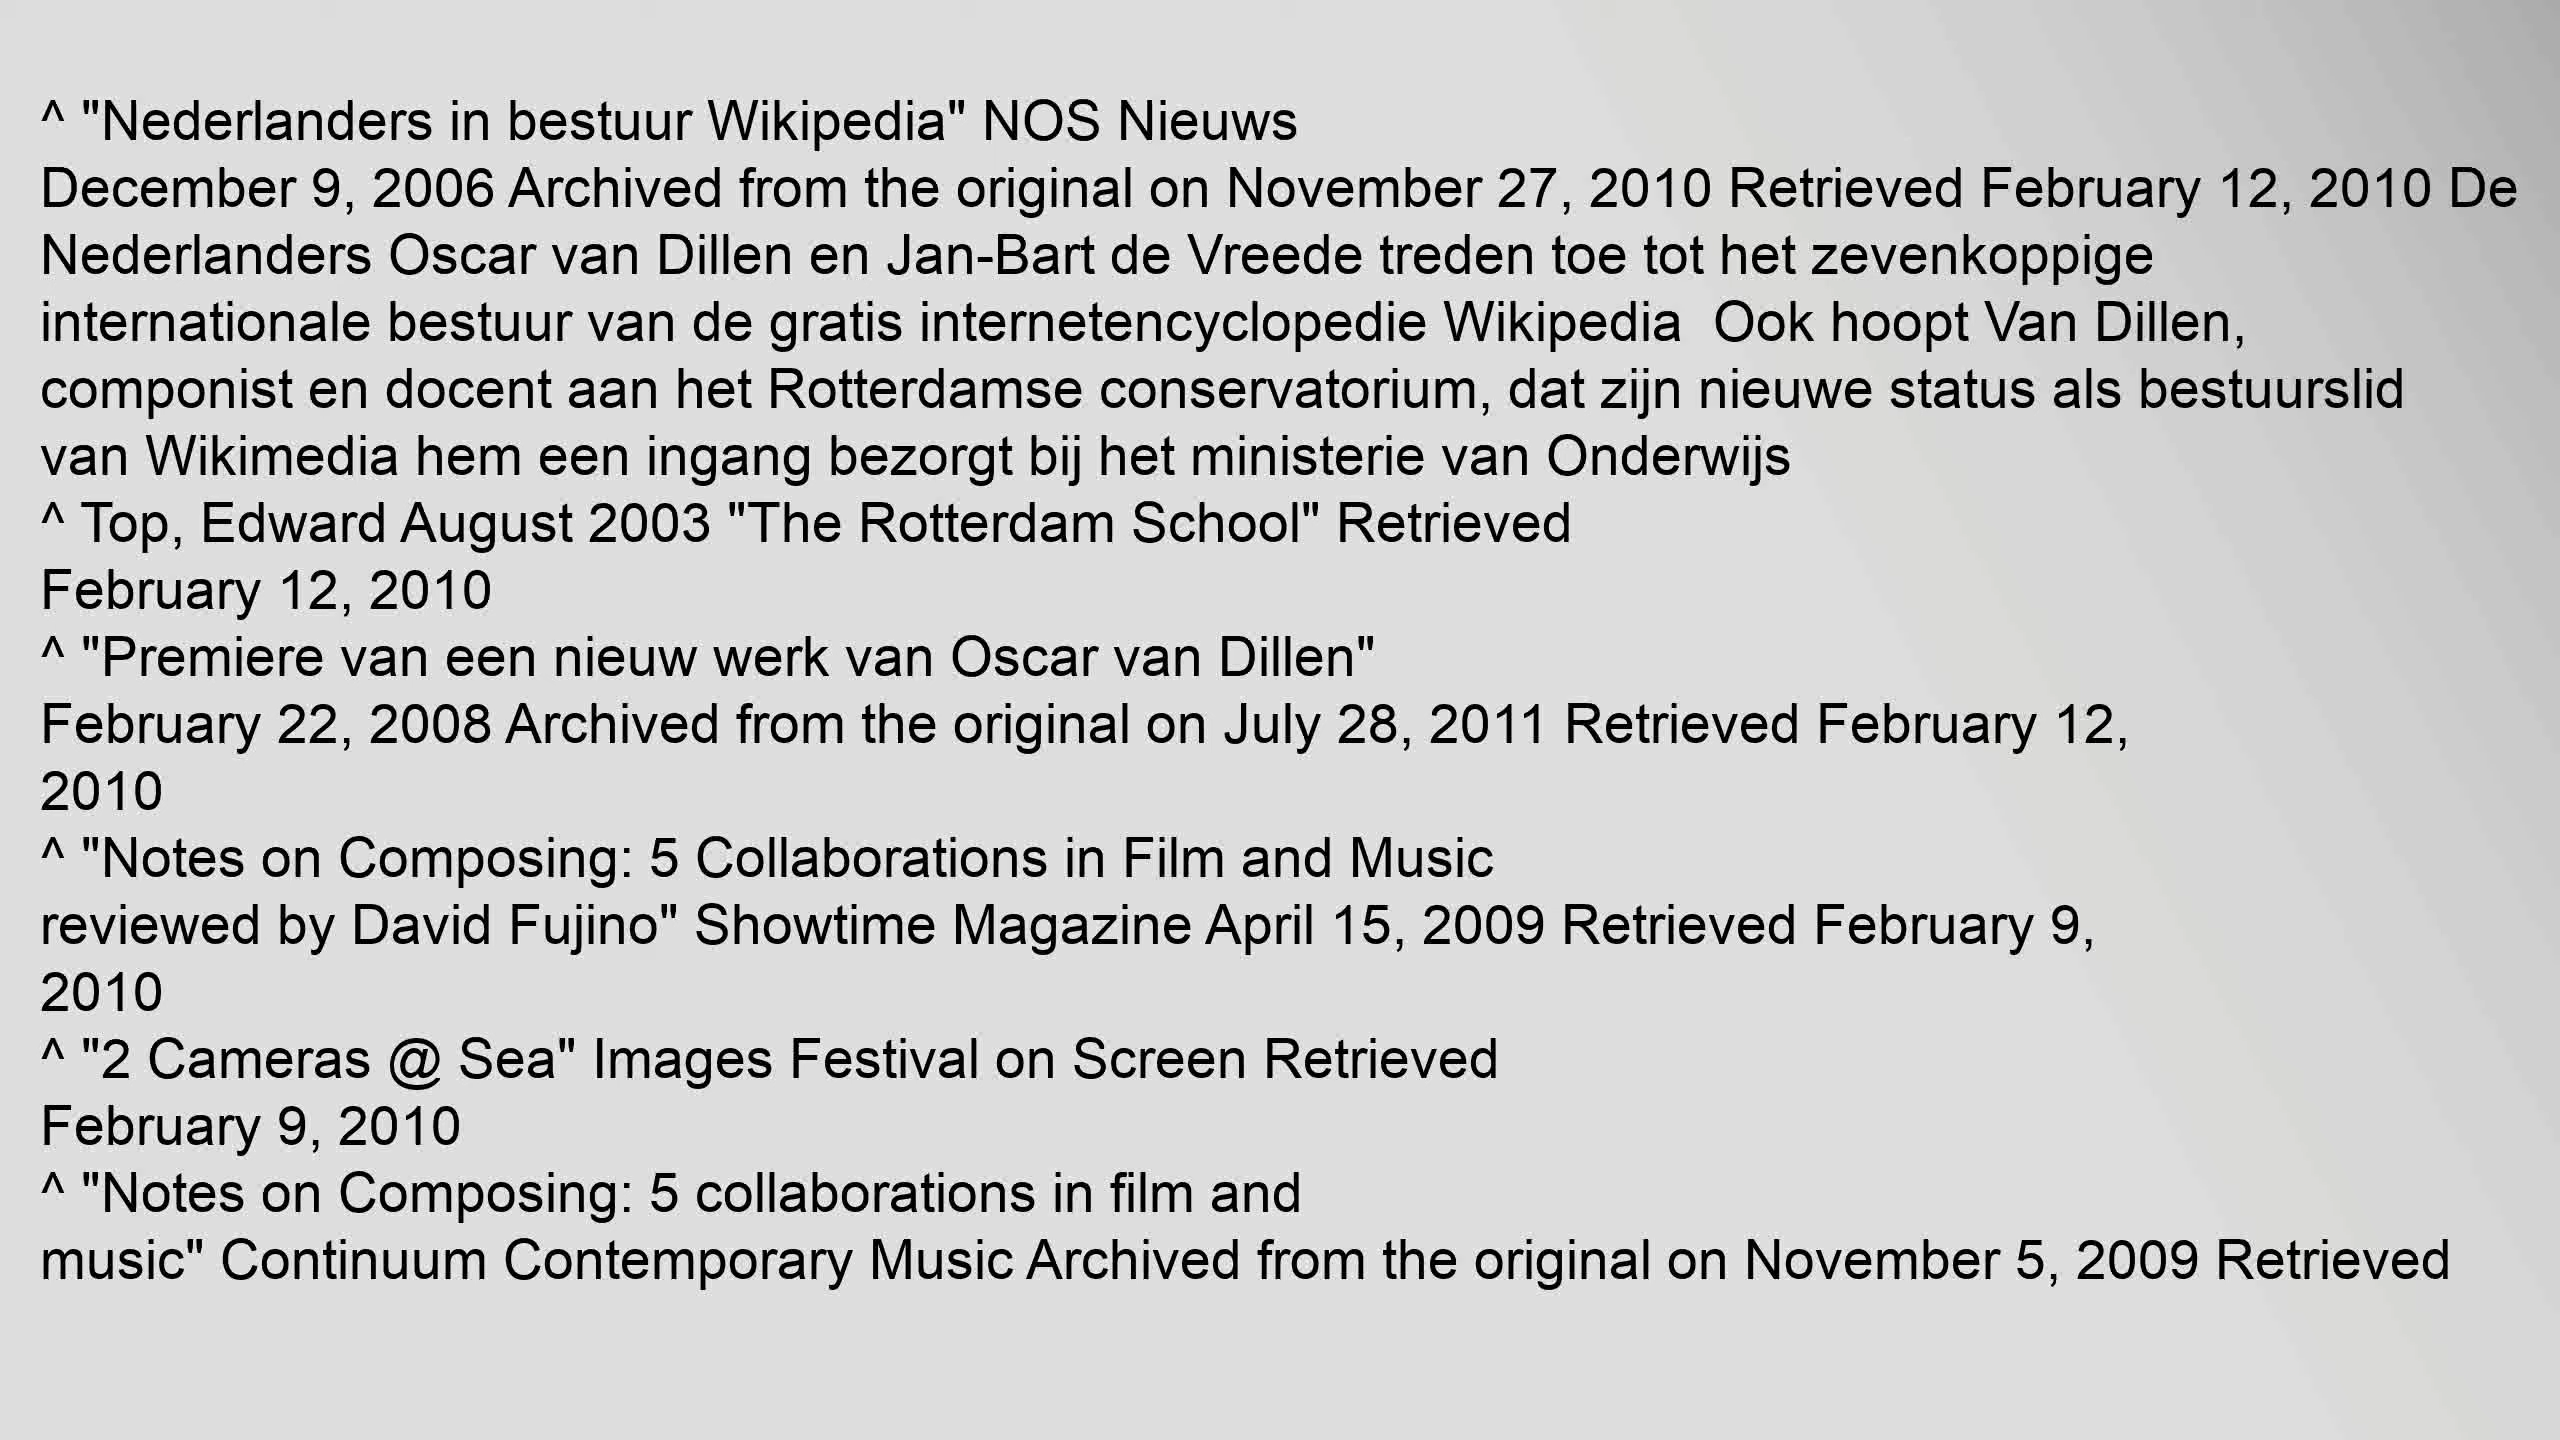 ^ "Nederlanders in bestuur Wikipedia" NOS Nieuws
December 9, 2006 Archived from the original on November 27, 2010 Retrieved February 12, 2010 De
Nederlanders Oscar van Dillen en Jan-Bart de Vreede treden toe tot het zevenkoppige
internationale bestuur van de gratis internetencyclopedie Wikipedia  Ook hoopt Van Dillen,
componist en docent aan het Rotterdamse conservatorium, dat zijn nieuwe status als bestuurslid
van Wikimedia hem een ingang bezorgt bij het ministerie van Onderwijs
^ Top, Edward August 2003 "The Rotterdam School" Retrieved
February 12, 2010
^ "Premiere van een nieuw werk van Oscar van Dillen"
February 22, 2008 Archived from the original on July 28, 2011 Retrieved February 12,
2010
^ "Notes on Composing: 5 Collaborations in Film and Music
reviewed by David Fujino" Showtime Magazine April 15, 2009 Retrieved February 9,
2010
^ "2 Cameras @ Sea" Images Festival on Screen Retrieved
February 9, 2010
^ "Notes on Composing: 5 collaborations in film and
music" Continuum Contemporary Music Archived from the original on November 5, 2009 Retrieved